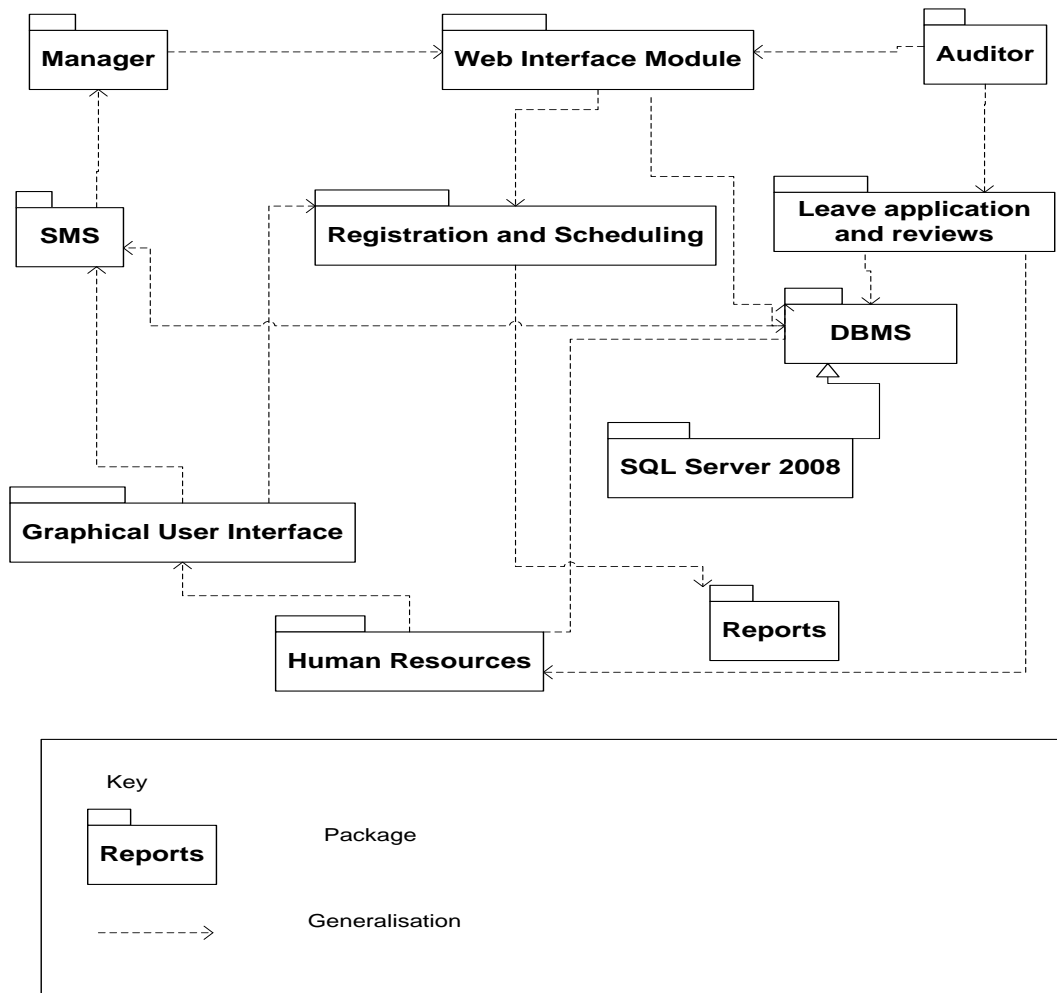 Manager
Web Interface Module
Auditor
SMS
Registration and Scheduling
Leave application
and reviews
DBMS
SQL Server 2008
Graphical User Interface
Reports
Human Resources
Key
Reports
Package
Generalisation